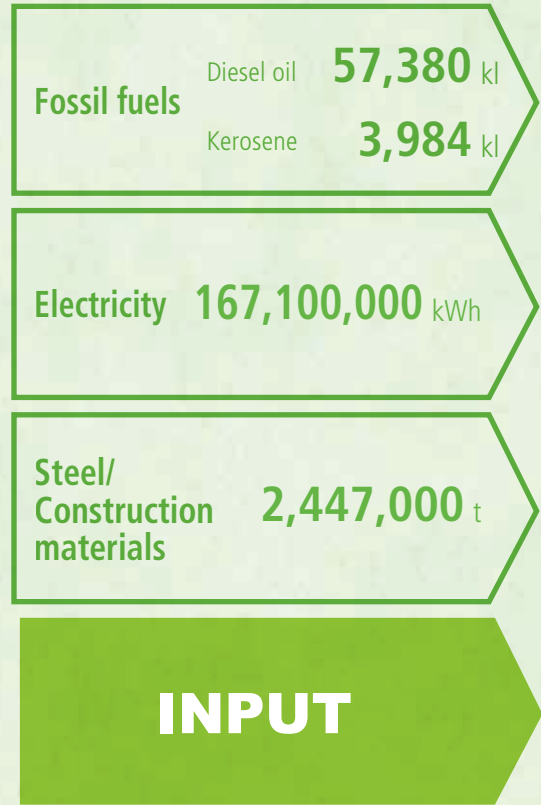 Fossil fuels
Diesel oil 57,380 kl
Kerosene 3,984 kl
Electricity 167,100,000 kWh
Steel/
Construction
materials
2,447,000 t
INPUT